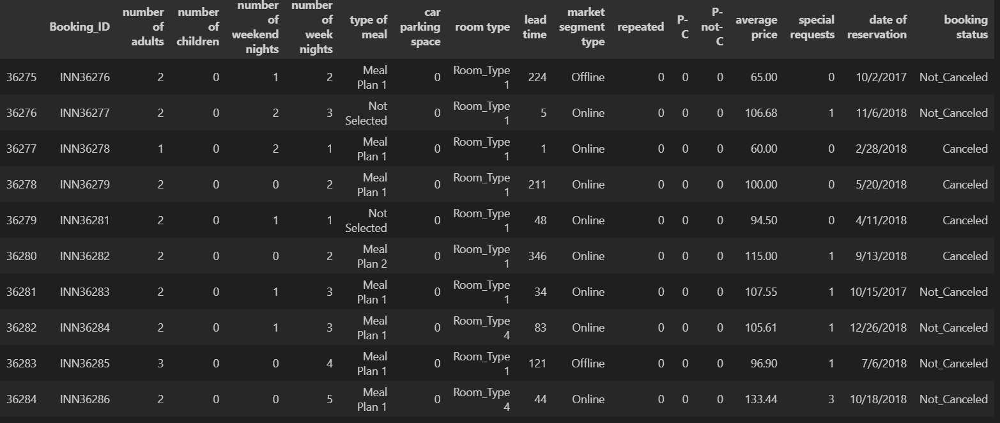 Booking_ID number of adults number of children number of weekend nights number of week nights type of meal car parking space room type lead time market segment type repeated P-C P-not-C average price special requests date of reservation booking status
36275 INN36276 2 0 1 2 Meal Plan 1 0 Room_Type 1 224 Offline 0 0 0 65.00 0 10/2/2017 Not_Canceled
36276 INN36277 2 0 2 3 Not Selected 0 Room_Type 1 5 Online 0 0 0 106.68 1 11/6/2018 Not_Canceled
36277 INN36278 1 0 2 1 Meal Plan 1 0 Room_Type 1 1 Online 0 0 0 60.00 0 2/28/2018 Canceled
36278 INN36279 2 0 0 2 Meal Plan 1 0 Room_Type 1 211 Online 0 0 0 100.00 0 5/20/2018 Canceled
36279 INN36281 2 0 1 1 Not Selected 0 Room_Type 1 48 Online 0 0 0 94.50 0 4/11/2018 Canceled
36280 INN36282 2 0 0 2 Meal Plan 2 0 Room_Type 1 346 Online 0 0 0 115.00 1 9/13/2018 Canceled
36281 INN36283 2 0 1 3 Meal Plan 1 0 Room_Type 1 34 Online 0 0 0 107.55 1 10/15/2017 Not_Canceled
36282 INN36284 2 0 1 3 Meal Plan 1 0 Room_Type 4 83 Online 0 0 0 105.61 1 12/26/2018 Not_Canceled
36283 INN36285 3 0 0 4 Meal Plan 1 0 Room_Type 1 121 Offline 0 0 0 96.90 1 7/6/2018 Not_Canceled
36284 INN36286 2 0 0 5 Meal Plan 1 0 Room_Type 4 44 Online 0 0 0 133.44 3 10/18/2018 Not_Canceled